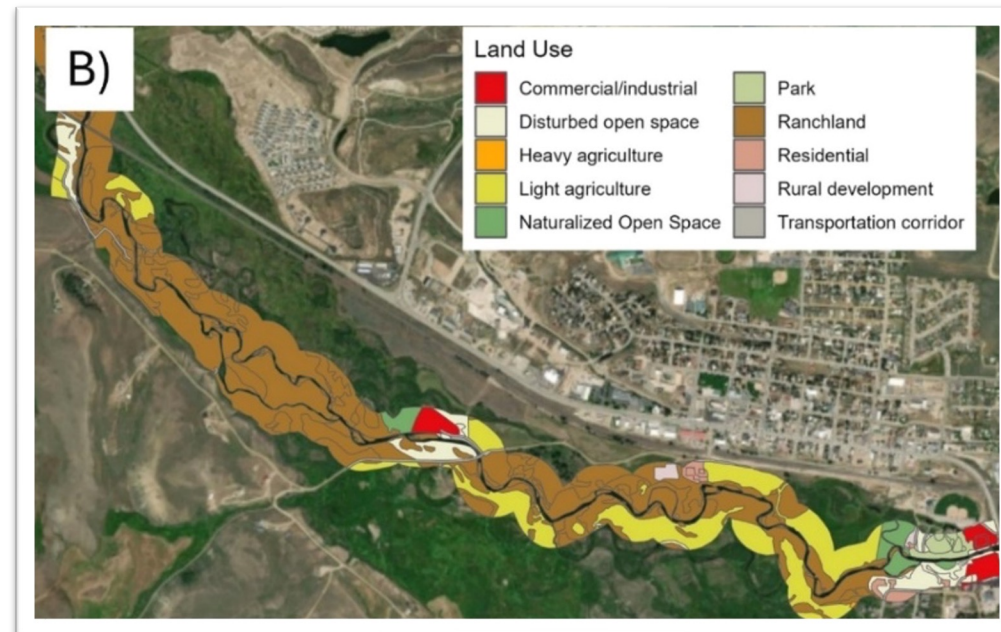 B)
Land Use
Commercial/industrial
Disturbed open space
Heavy agriculture
Light agriculture
Naturalized Open Space
Park
Ranchland
Residential
Rural development
Transportation corridor